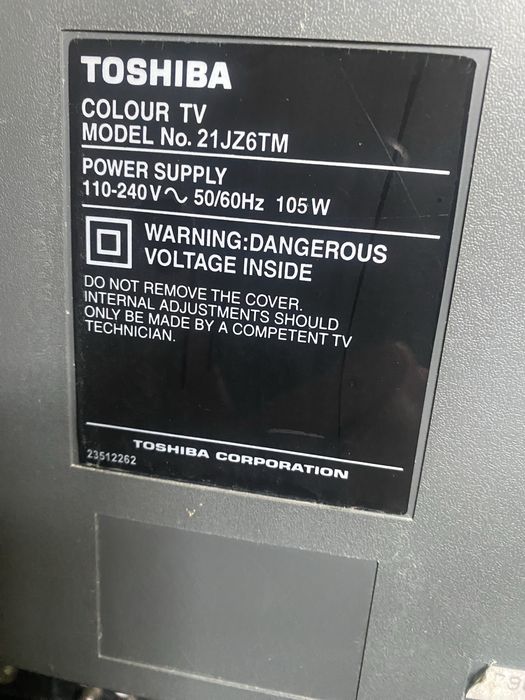 TOSHIBA
COLOUR TV
MODEL No. 21JZ6TM
POWER SUPPLY
110-240V ~ 50/60Hz 105W
WARNING:DANGEROUS
VOLTAGE INSIDE
DO NOT REMOVE THE COVER.
INTERNAL ADJUSTMENTS SHOULD
ONLY BE MADE BY A COMPETENT TV
TECHNICIAN.
TOSHIBA CORPORATION
23512262